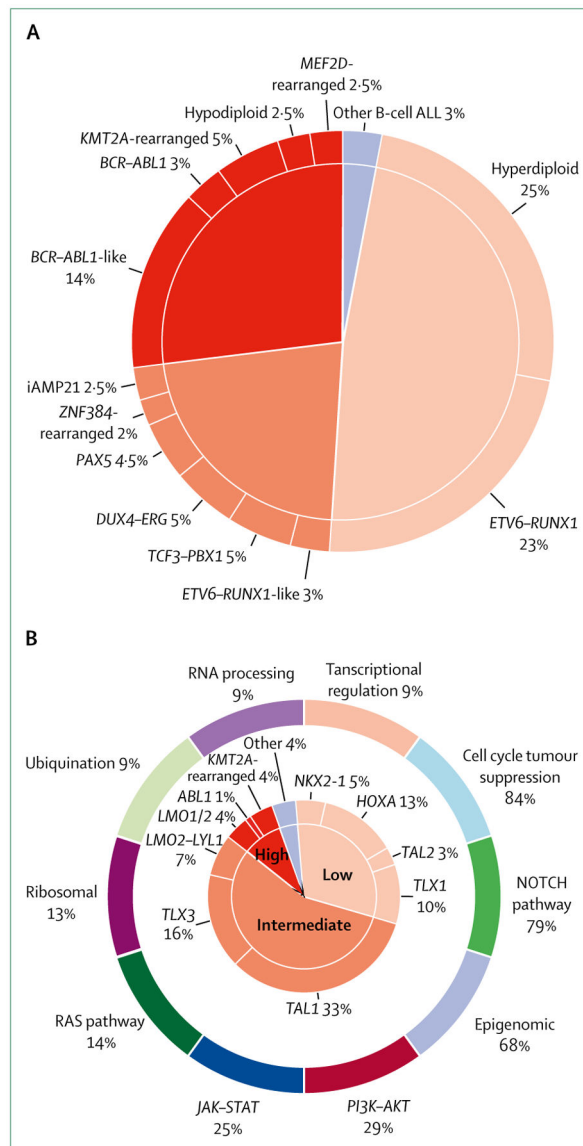 A
MEF2D-
rearranged 2·5%
Hypodiploid 2·5%
Other B-cell ALL 3%
KMT2A-rearranged 5%
BCR–ABL1 3%
Hyperdiploid
25%
BCR–ABL1-like
14%
iAMP21 2·5%
ZNF384-
rearranged 2%
PAX5 4·5%
DUX4–ERG 5%
TCF3–PBX1 5%
ETV6–RUNX1-like 3%
ETV6–RUNX1
23%
B
RNA processing
9%
Tanscriptional
regulation 9%
Ubiquination 9%
Cell cycle tumour
suppression
84%
Other 4%
KMT2A-
rearranged 4%
ABL1 1%
LMO1/2 4%
LMO2–LYL1
7%
NKX2-1 5%
HOXA 13%
TAL2 3%
TLX1
10%
High
Low
Intermediate
TLX3
16%
TAL1 33%
Ribosomal
13%
NOTCH
pathway
79%
RAS pathway
14%
Epigenomic
68%
JAK–STAT
25%
PI3K–AKT
29%